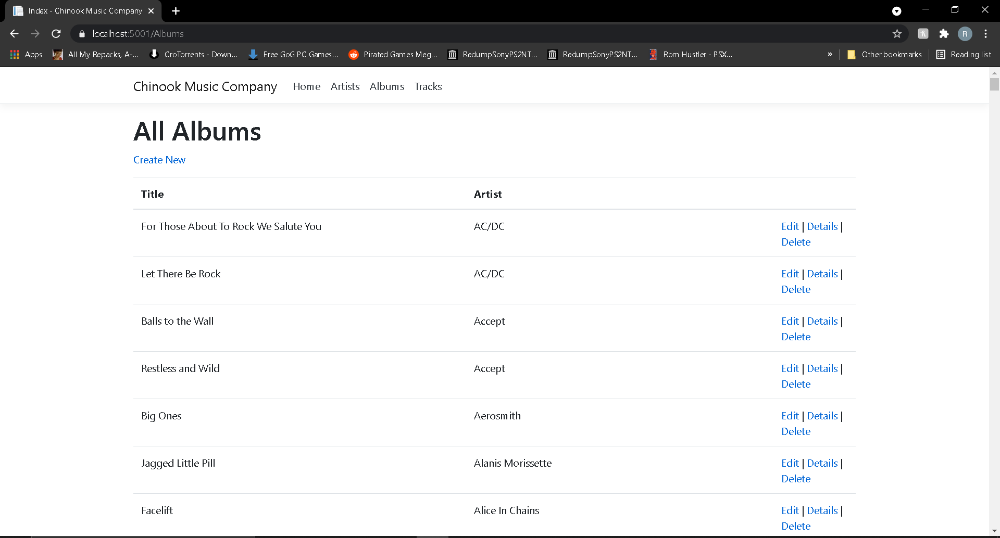 Index - Chinook Music Company
localhost:5001/Albums
R
Apps All My Repacks, A-... CroTorrents - Down... Free GoG PC Games... Pirated Games Meg... RedumpSonyPS2NT... RedumpSonyPS2NT... Rom Hustler - PSX... » Other bookmarks Reading list
Chinook Music Company Home Artists Albums Tracks
All Albums
Create New
Title Artist
For Those About To Rock We Salute You AC/DC Edit | Details |
Delete
Let There Be Rock AC/DC Edit | Details |
Delete
Balls to the Wall Accept Edit | Details |
Delete
Restless and Wild Accept Edit | Details |
Delete
Big Ones Aerosmith Edit | Details |
Delete
Jagged Little Pill Alanis Morissette Edit | Details |
Delete
Facelift Alice In Chains Edit | Details |
Delete